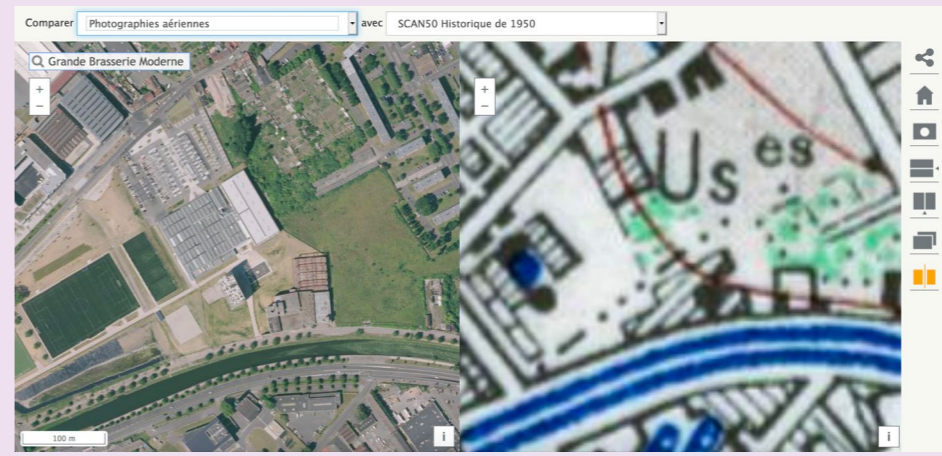 Comparer Photographies aériennes avec SCAN50 Historique de 1950
Grande Brasserie Moderne
+
−
+
−
Us es
100 m
i
i